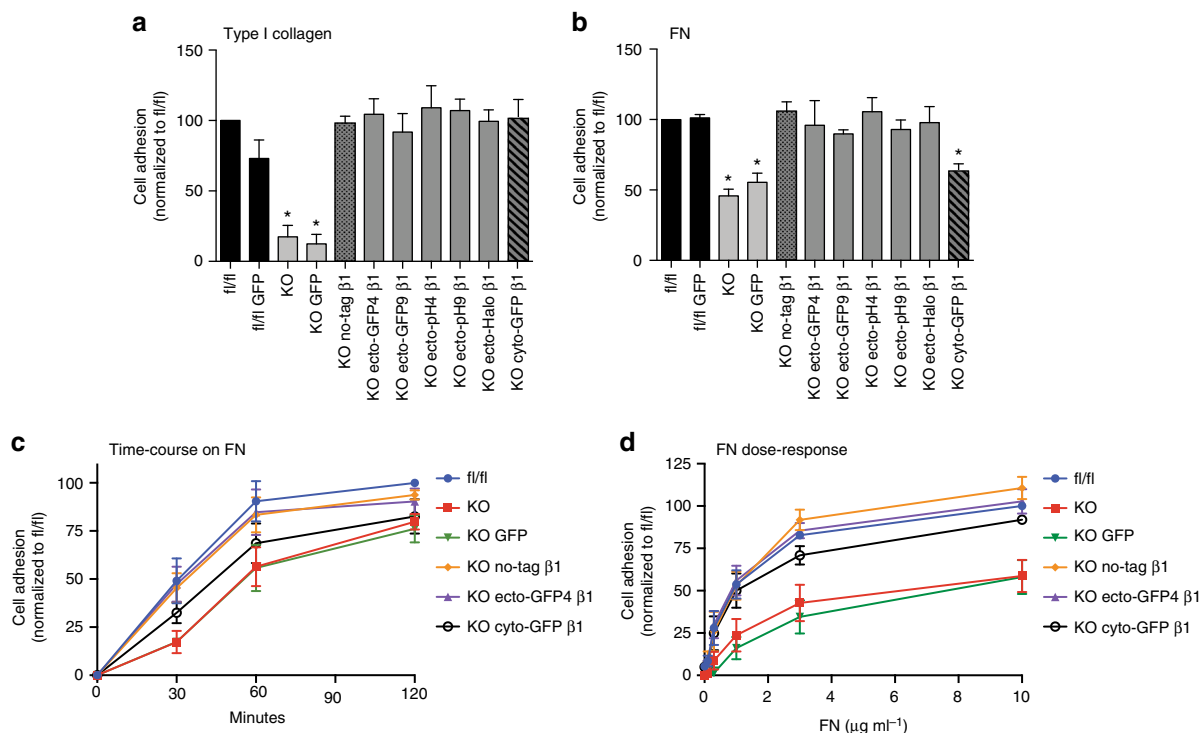 a
Type I collagen
Cell adhesion
(normalized to fl/fl)
150
100
50
0
*
*
fl/fl
fl/fl GFP
KO
KO GFP
KO no-tag β1
KO ecto-GFP4 β1
KO ecto-GFP9 β1
KO ecto-pH4 β1
KO ecto-pH9 β1
KO ecto-Halo β1
KO cyto-GFP β1
b
FN
Cell adhesion
(normalized to fl/fl)
150
100
50
0
*
*
*
fl/fl
fl/fl GFP
KO
KO GFP
KO no-tag β1
KO ecto-GFP4 β1
KO ecto-GFP9 β1
KO ecto-pH4 β1
KO ecto-pH9 β1
KO ecto-Halo β1
KO cyto-GFP β1
c
Time-course on FN
Cell adhesion
(normalized to fl/fl)
100
75
50
25
0
0 30 60 90 120
Minutes
fl/fl
KO
KO GFP
KO no-tag β1
KO ecto-GFP4 β1
KO cyto-GFP β1
d
FN dose-response
Cell adhesion
(normalized to fl/fl)
125
100
75
50
25
0
0 2 4 6 8 10
FN (μg ml⁻¹)
fl/fl
KO
KO GFP
KO no-tag β1
KO ecto-GFP4 β1
KO cyto-GFP β1